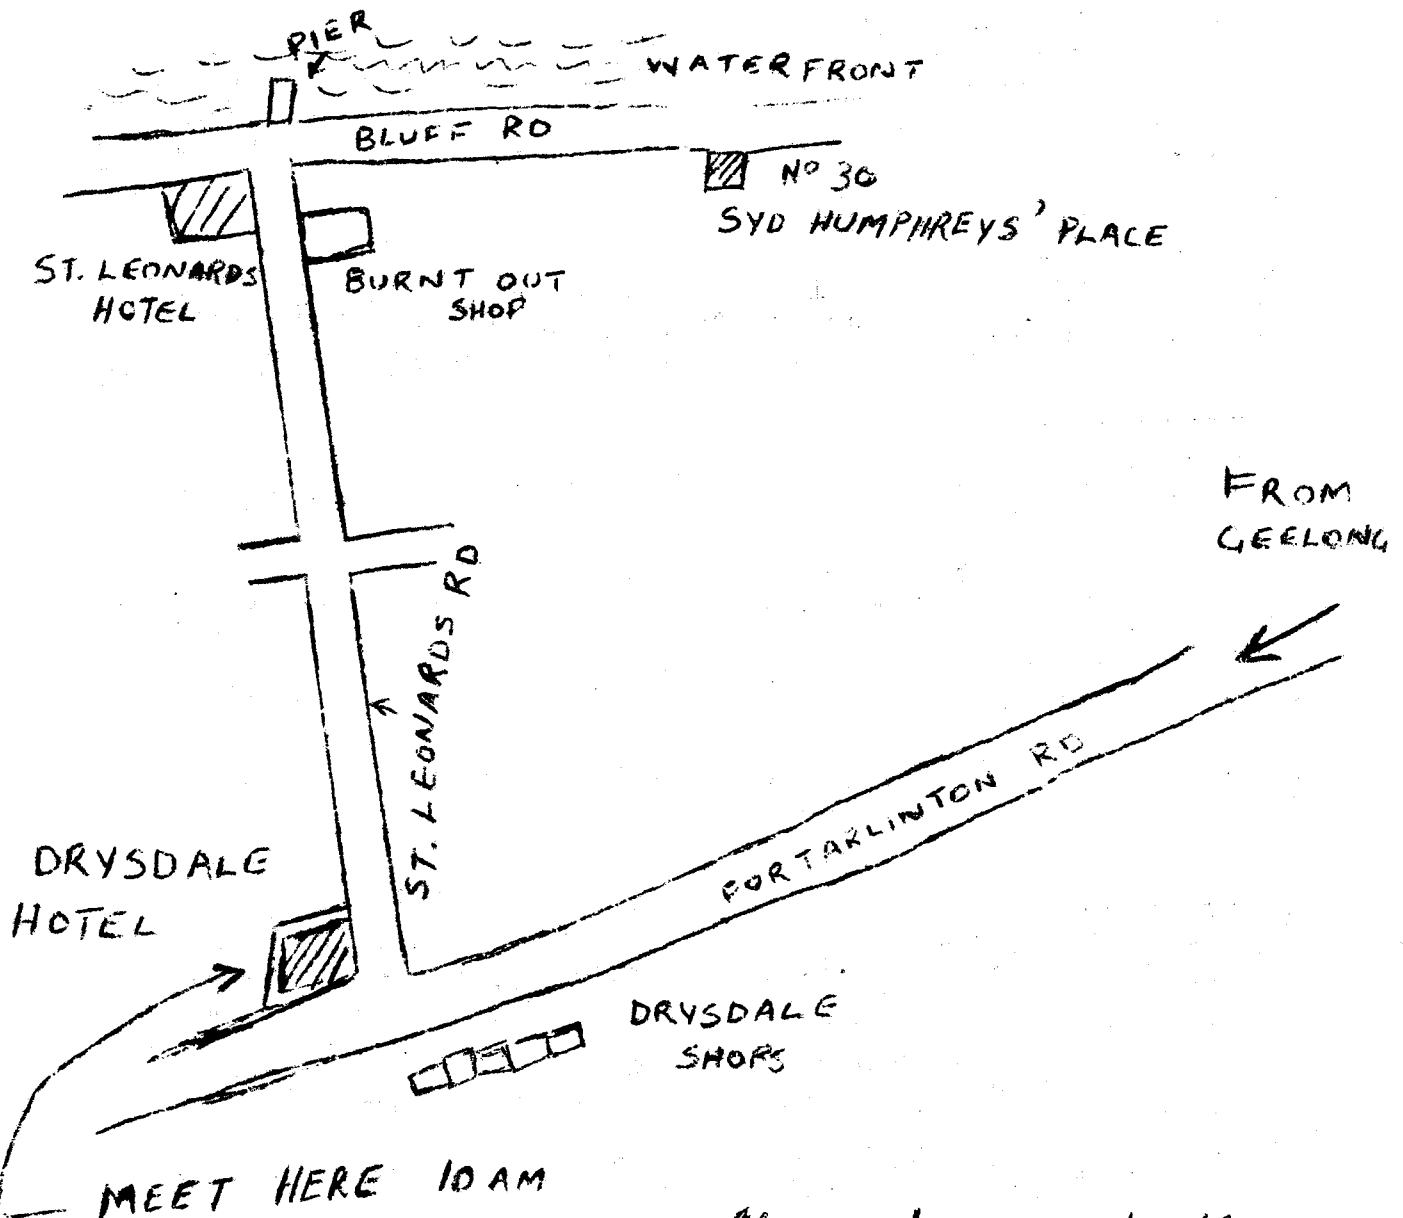 PIER
WATERFRONT
BLUFF RD
No 30
SYD HUMPHREYS' PLACE
ST. LEONARDS
HOTEL
BURNT OUT
SHOP
FROM
GEELONG
ST. LEONARDS RD
PORTARLINTON RD
DRYSDALE
HOTEL
DRYSDALE
SHOPS
MEET HERE 10 AM